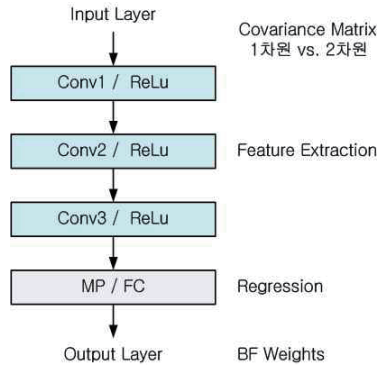 Input Layer
Covariance Matrix
1차원 vs. 2차원
Conv1 / ReLu
Conv2 / ReLu
Feature Extraction
Conv3 / ReLu
MP / FC
Regression
Output Layer
BF Weights